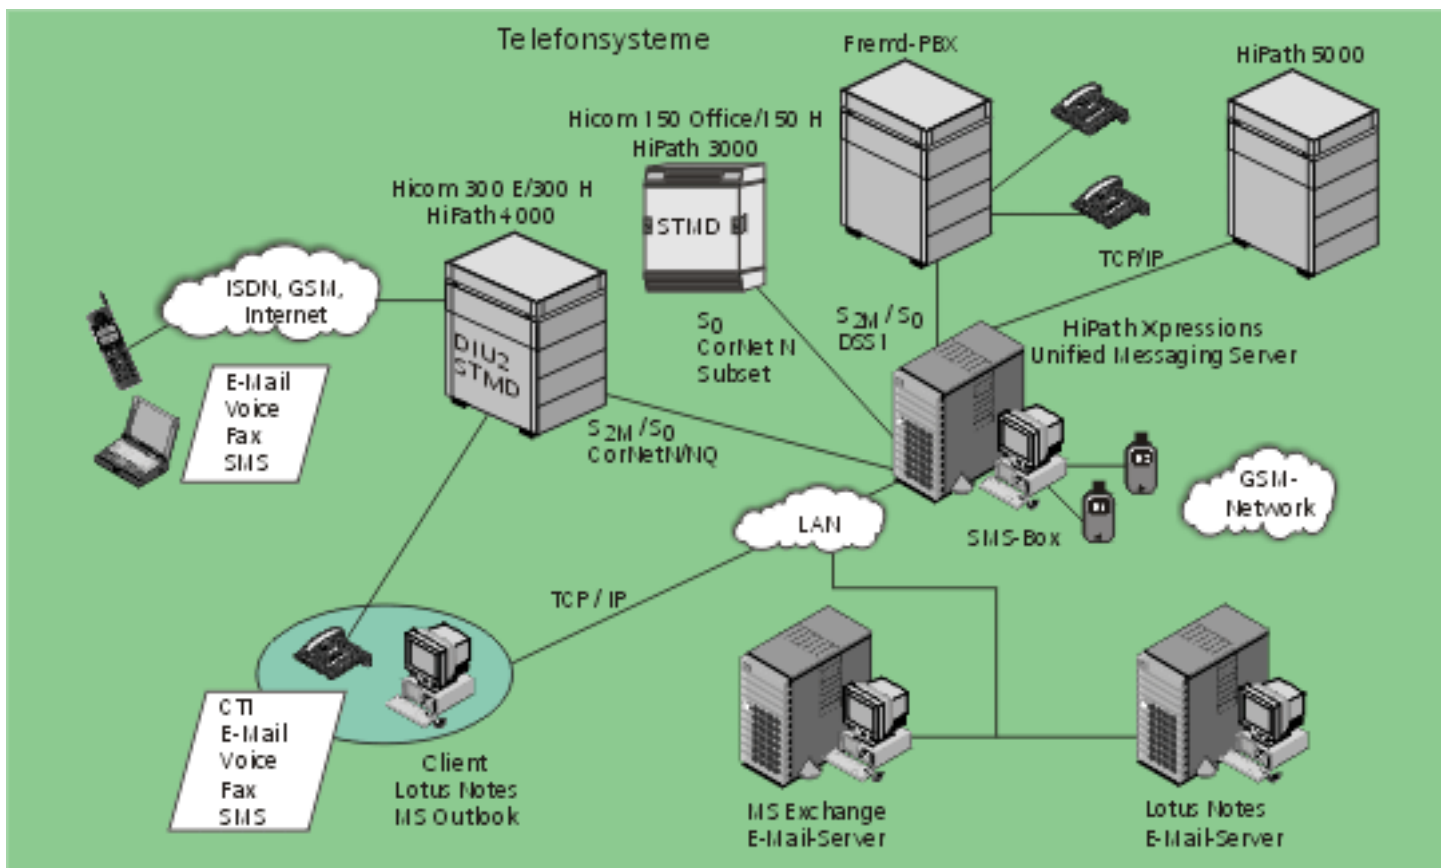 Telefonsysteme
Fremd-PBX
HiPath 5000
Hicom 150 Office/150 H
HiPath 3000
Hicom 300 E/300 H
HiPath 4000
STMD
TCP/IP
ISDN, GSM,
Internet
S0
CorNet N
Subset
S2M / S0
DSS1
HiPath Xpressions
Unified Messaging Server
DIU2
STMD
E-Mail
Voice
Fax
SMS
S2M / S0
CorNetN/NQ
GSM-
Network
LAN
SMS-Box
TCP / IP
CTI
E-Mail
Voice
Fax
SMS
Client
Lotus Notes
MS Outlook
MS Exchange
E-Mail-Server
Lotus Notes
E-Mail-Server